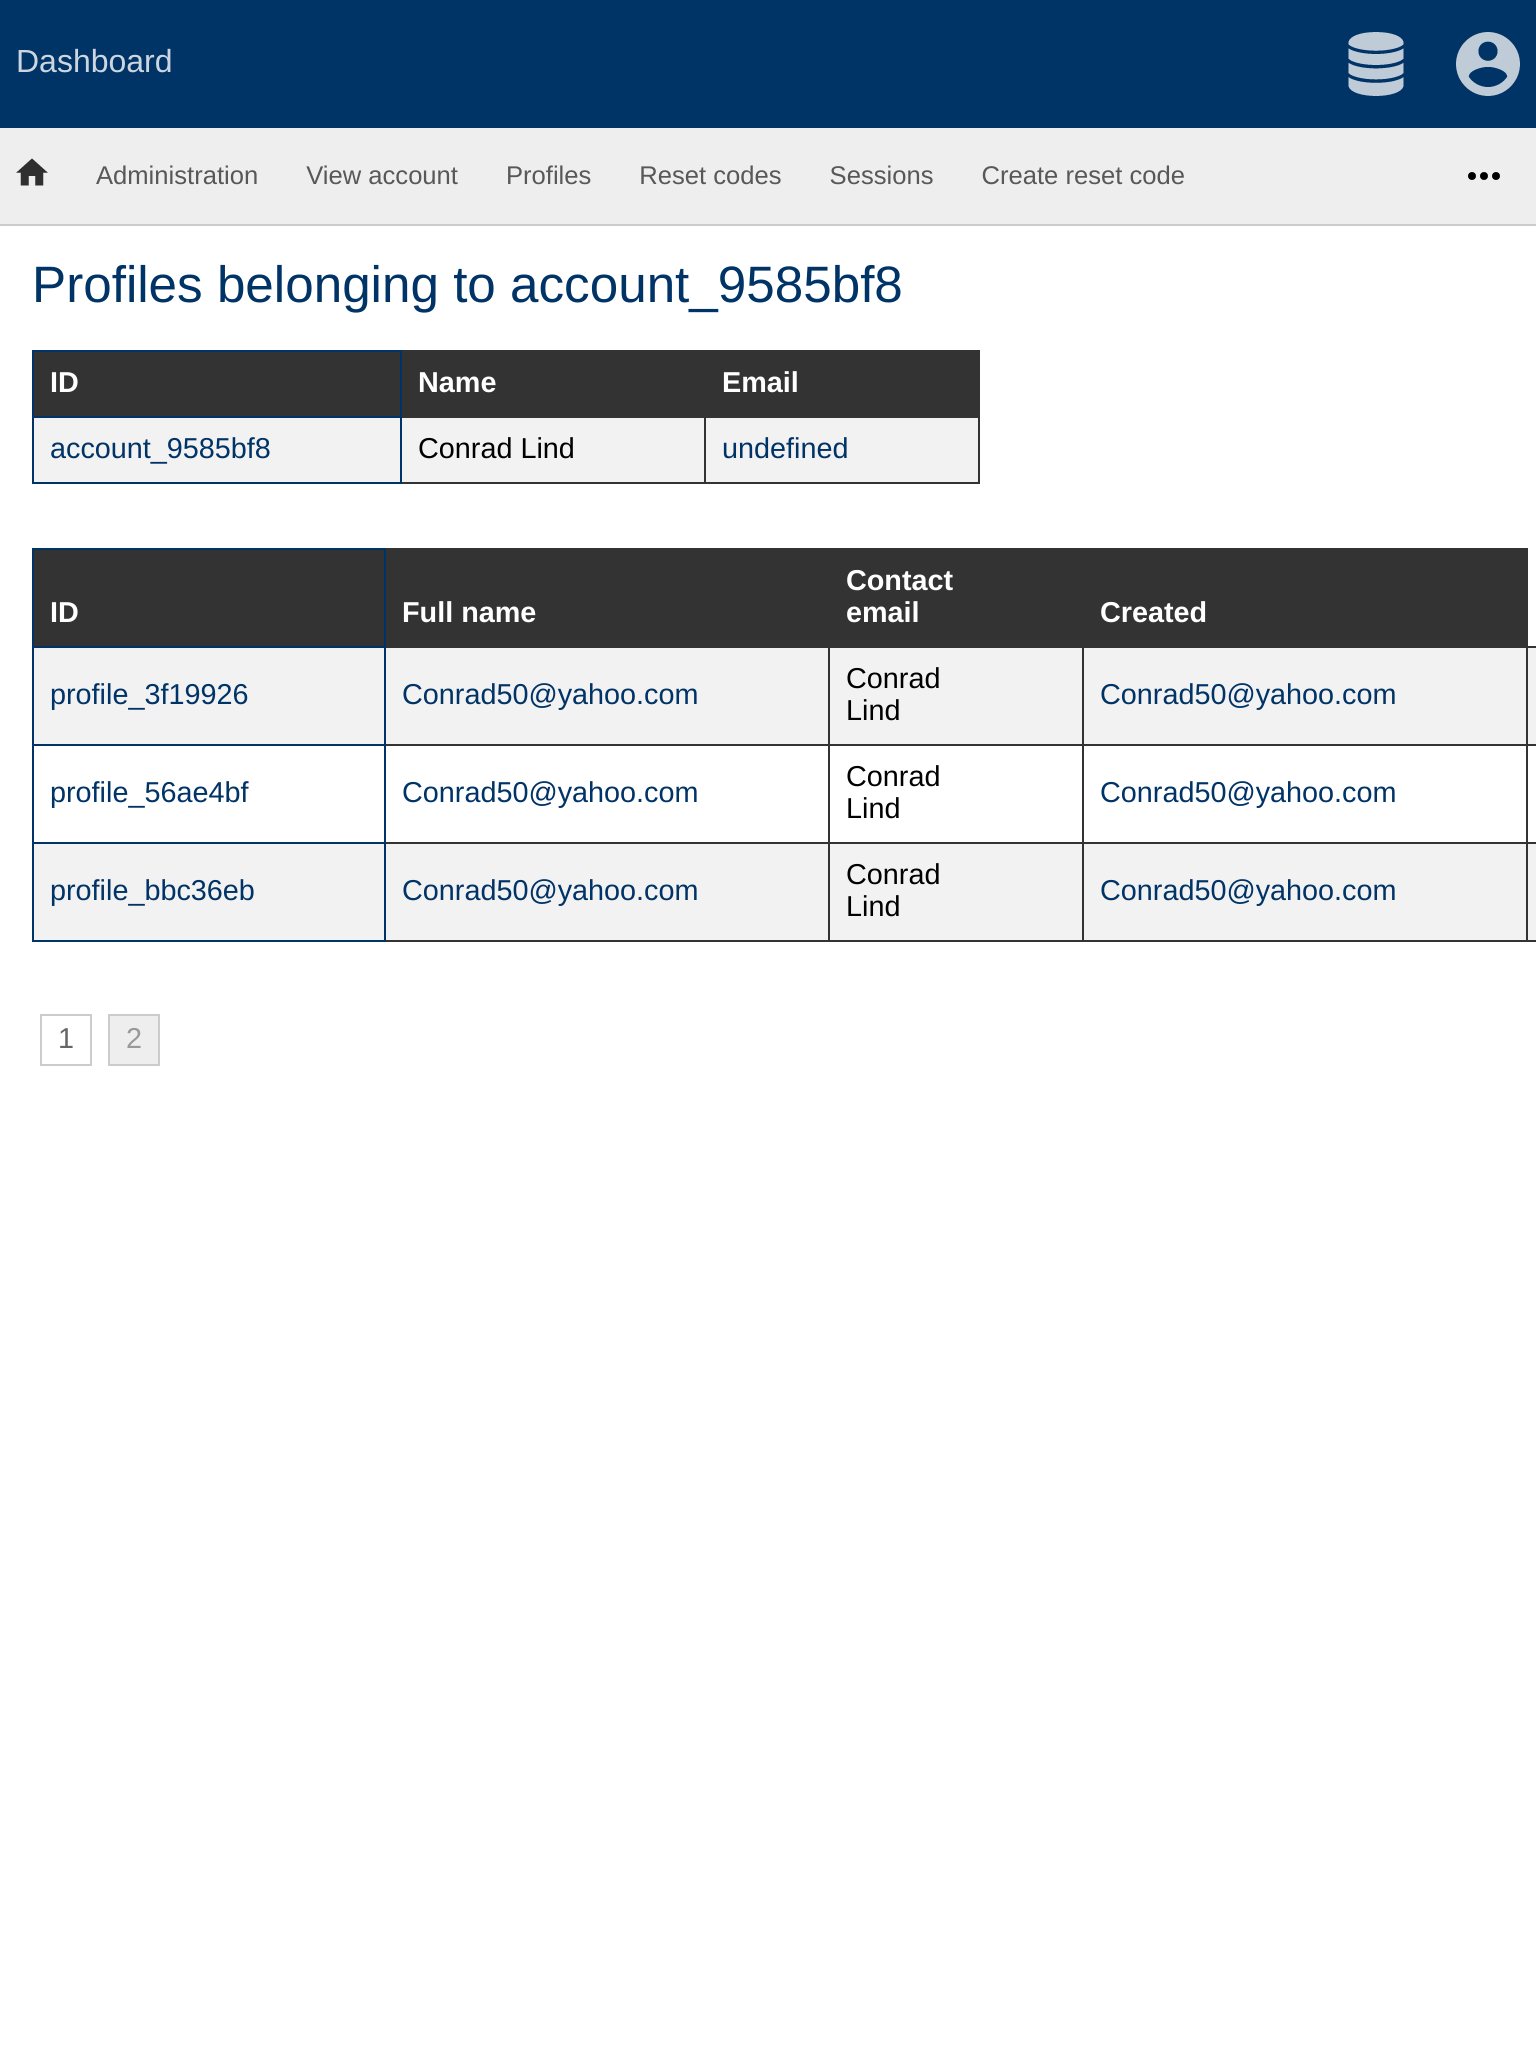 Dashboard
Administration View account Profiles Reset codes Sessions Create reset code
Profiles belonging to account_9585bf8
ID Name Email
account_9585bf8 Conrad Lind undefined
ID Full name Contact email Created
profile_3f19926 Conrad50@yahoo.com Conrad Lind Conrad50@yahoo.com
profile_56ae4bf Conrad50@yahoo.com Conrad Lind Conrad50@yahoo.com
profile_bbc36eb Conrad50@yahoo.com Conrad Lind Conrad50@yahoo.com
1 2